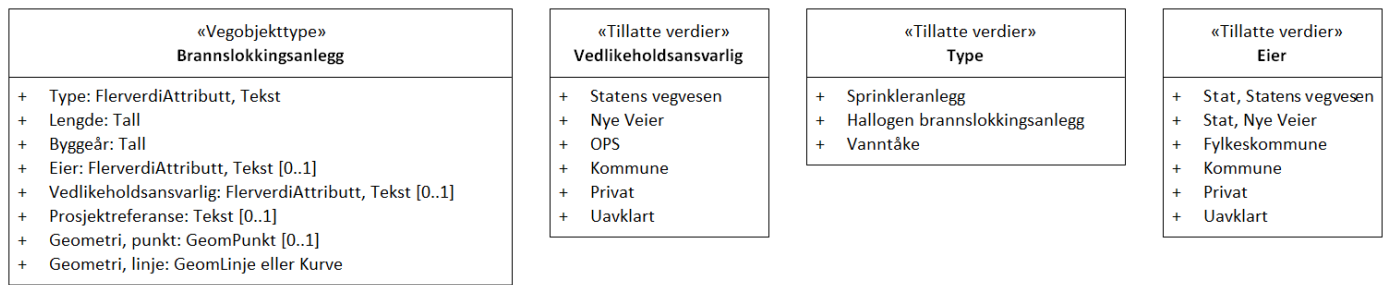 «Vegobjekttype»
Brannslokkingsanlegg
+ Type: FlerverdiAttributt, Tekst
+ Lengde: Tall
+ Byggeår: Tall
+ Eier: FlerverdiAttributt, Tekst [0..1]
+ Vedlikeholdsansvarlig: FlerverdiAttributt, Tekst [0..1]
+ Prosjektreferanse: Tekst [0..1]
+ Geometri, punkt: GeomPunkt [0..1]
+ Geometri, linje: GeomLinje eller Kurve
«Tillatte verdier»
Vedlikeholdsansvarlig
+ Statens vegvesen
+ Nye Veier
+ OPS
+ Kommune
+ Privat
+ Uavklart
«Tillatte verdier»
Type
+ Sprinkleranlegg
+ Hallogen brannslokkingsanlegg
+ Vanntåke
«Tillatte verdier»
Eier
+ Stat, Statens vegvesen
+ Stat, Nye Veier
+ Fylkeskommune
+ Kommune
+ Privat
+ Uavklart